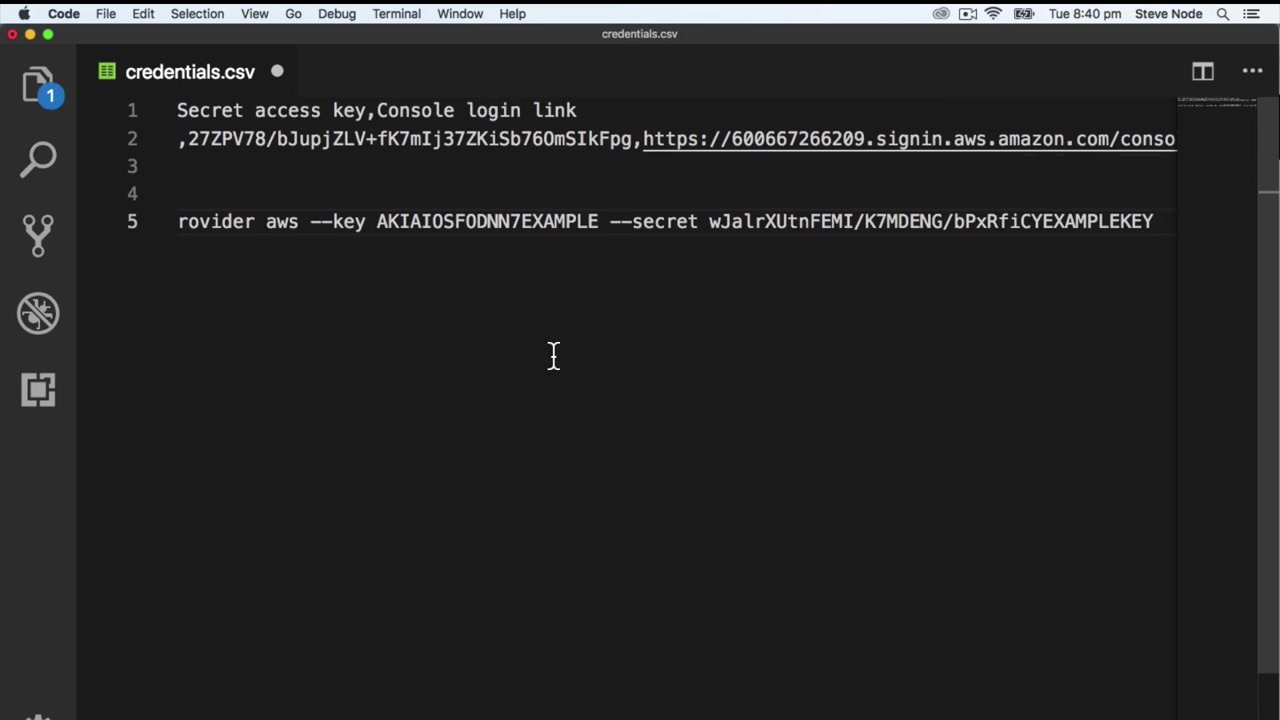 Code File Edit Selection View Go Debug Terminal Window Help Tue 8:40 pm Steve Node
credentials.csv
credentials.csv
1
1 Secret access key,Console login link
2 ,27ZPV78/bJupjZLV+fK7mIj37ZKiSb76OmSIkFpg,https://600667266209.signin.aws.amazon.com/conso
3
4
5 rovider aws --key AKIAIOSFODNN7EXAMPLE --secret wJalrXUtnFEMI/K7MDENG/bPxRfiCYEXAMPLEKEY